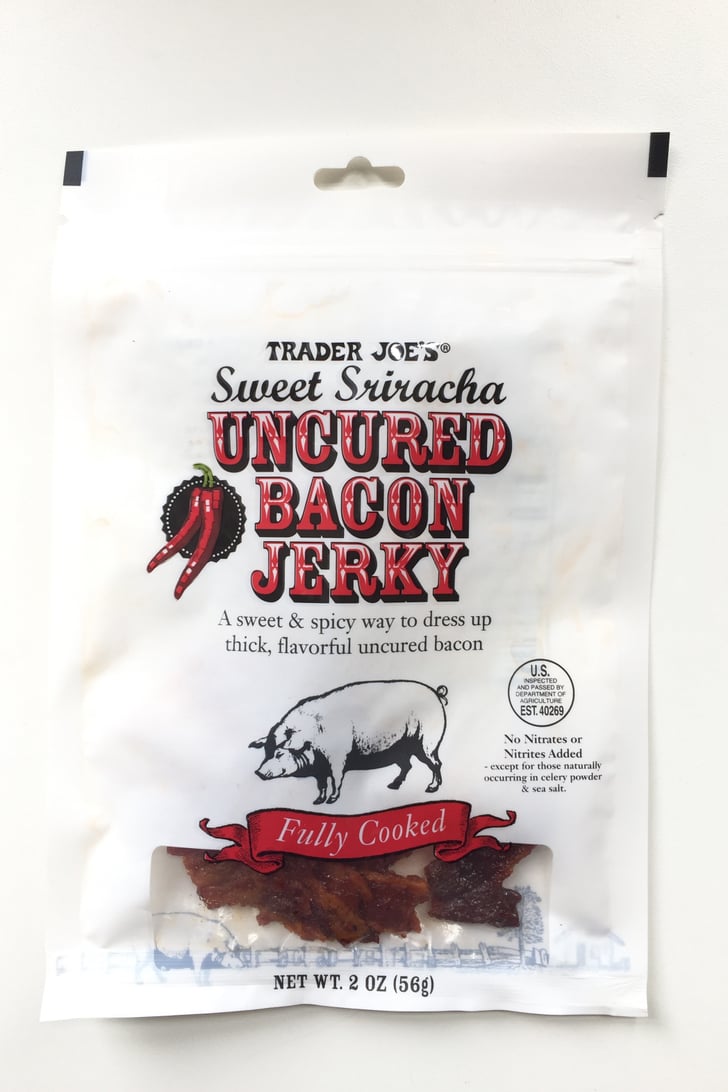 TRADER JOE'S®
Sweet Sriracha
UNCURED
BACON
JERKY
A sweet & spicy way to dress up
thick, flavorful uncured bacon
U.S.
INSPECTED
AND PASSED BY
DEPARTMENT OF
AGRICULTURE
EST. 40269
No Nitrates or
Nitrites Added
- except for those naturally
occurring in celery powder
& sea salt.
Fully Cooked
NET WT. 2 OZ (56g)